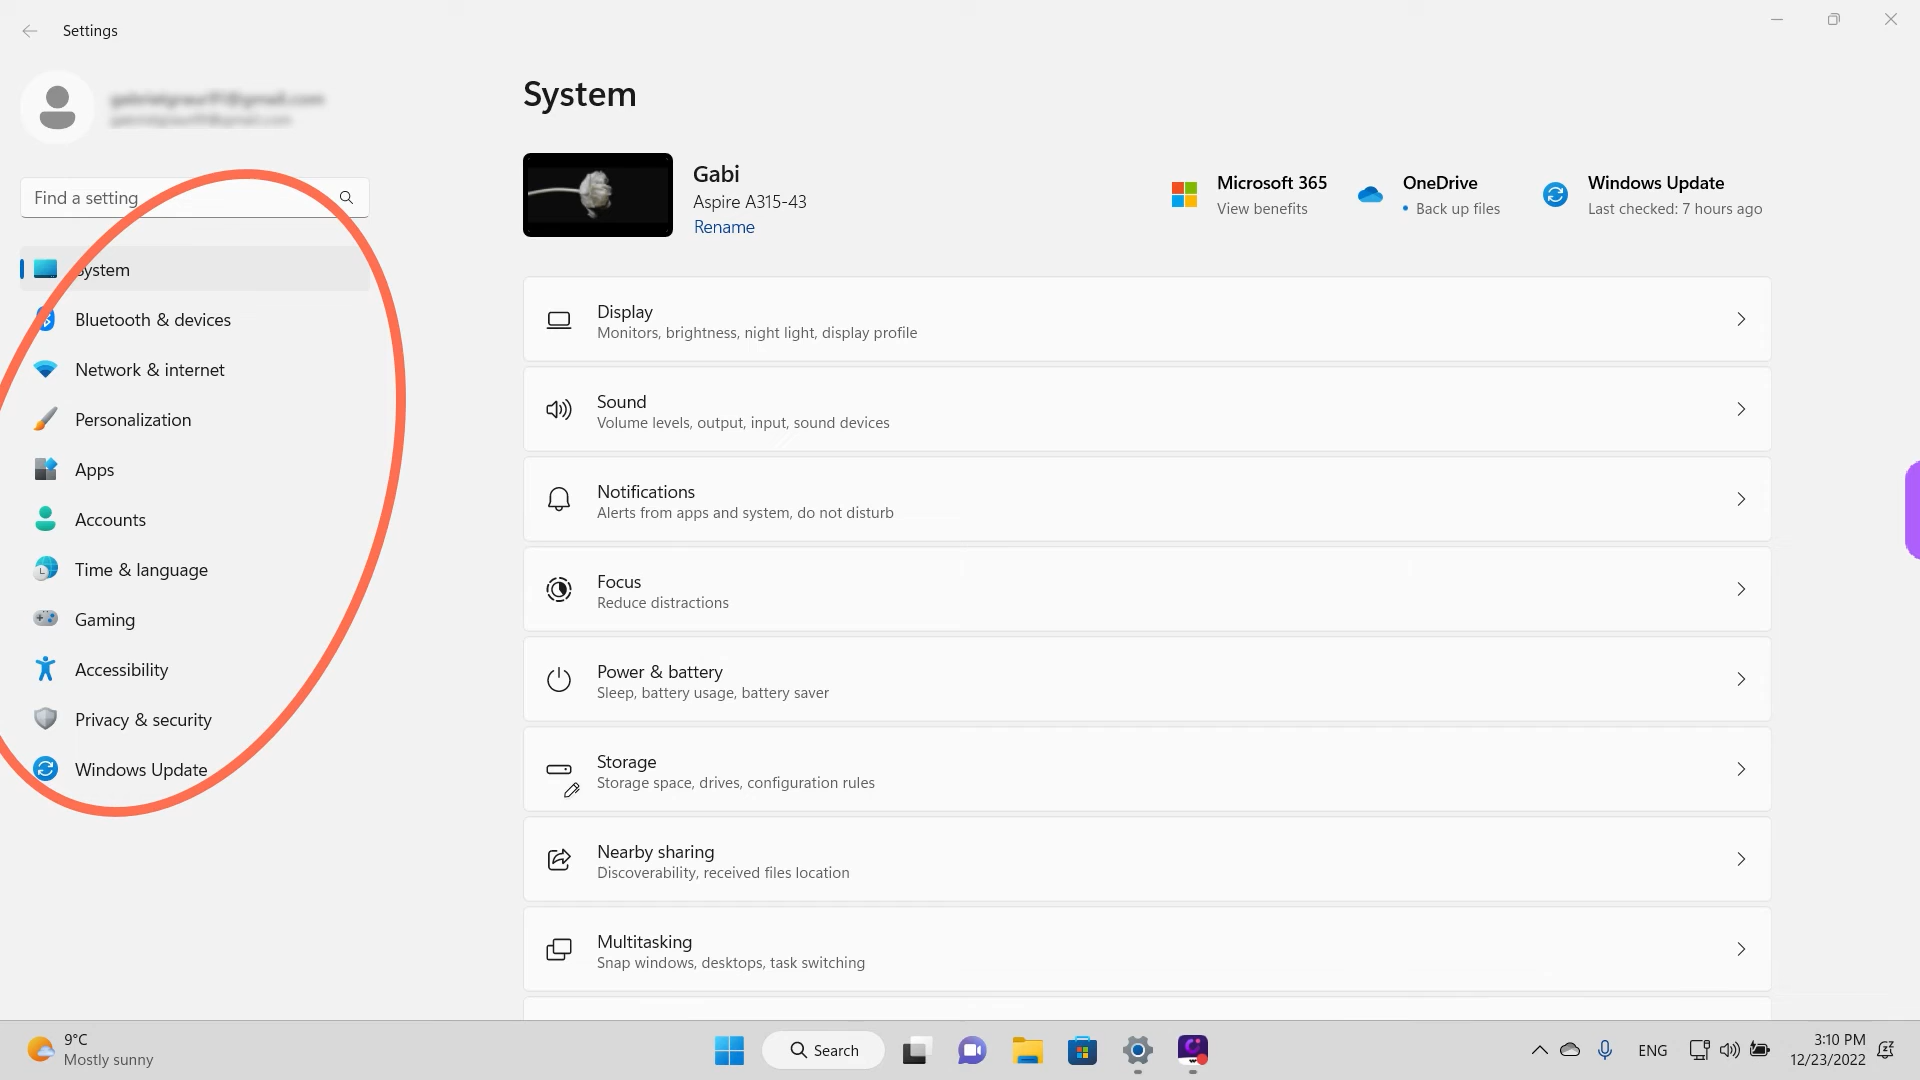 Settings
Find a setting
System
Bluetooth & devices
Network & internet
Personalization
Apps
Accounts
Time & language
Gaming
Accessibility
Privacy & security
Windows Update
System
Gabi
Aspire A315-43
Rename
Microsoft 365
View benefits
OneDrive
• Back up files
Windows Update
Last checked: 7 hours ago
Display
Monitors, brightness, night light, display profile
Sound
Volume levels, output, input, sound devices
Notifications
Alerts from apps and system, do not disturb
Focus
Reduce distractions
Power & battery
Sleep, battery usage, battery saver
Storage
Storage space, drives, configuration rules
Nearby sharing
Discoverability, received files location
Multitasking
Snap windows, desktops, task switching
9°C
Mostly sunny
Search
ENG
3:10 PM
12/23/2022